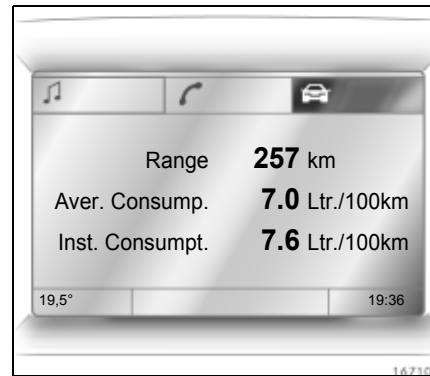 Range 257 km
Aver. Consump. 7.0 Ltr./100km
Inst. Consumpt. 7.6 Ltr./100km
19,5° 19:36